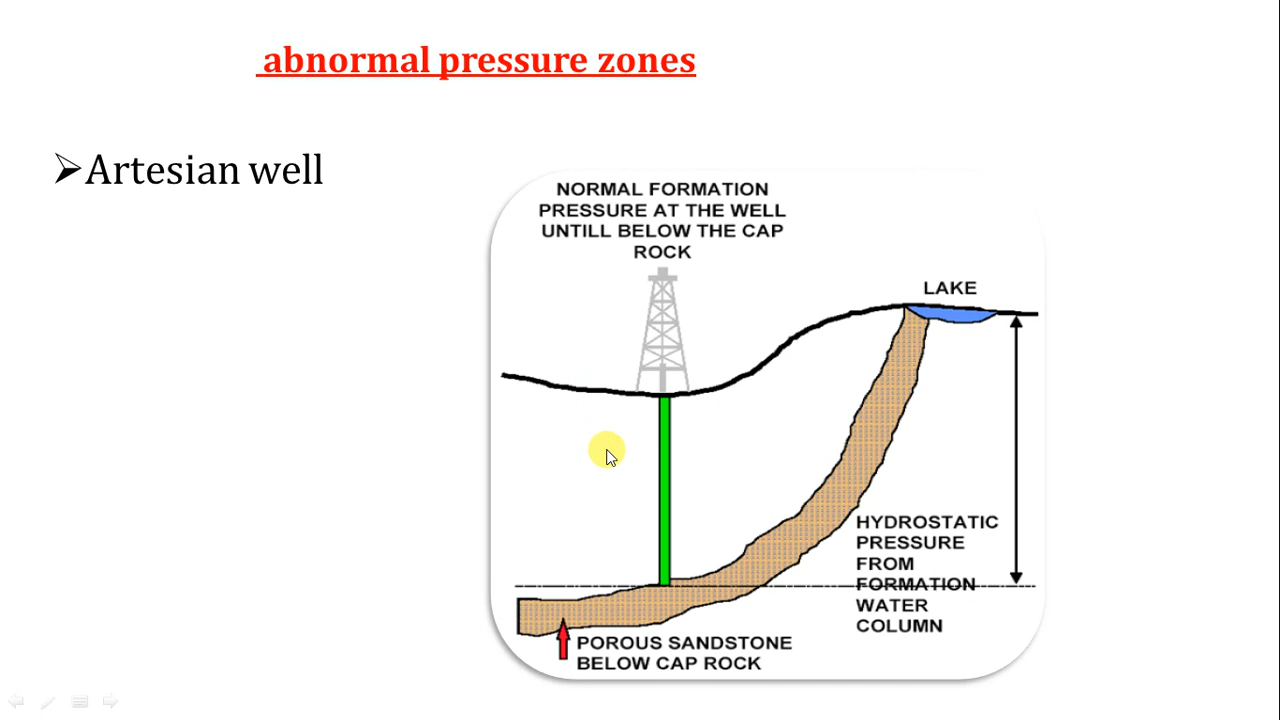 abnormal pressure zones
➢Artesian well
NORMAL FORMATION
PRESSURE AT THE WELL
UNTILL BELOW THE CAP
ROCK
LAKE
HYDROSTATIC
PRESSURE
FROM
FORMATION
WATER
COLUMN
POROUS SANDSTONE
BELOW CAP ROCK